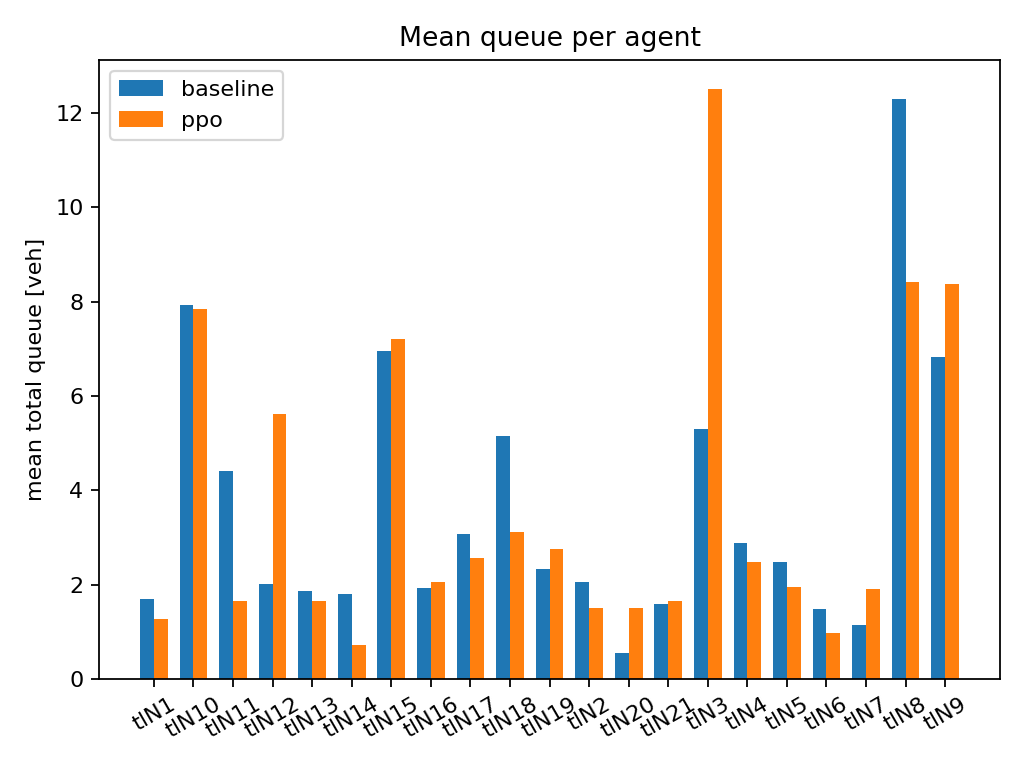 Mean queue per agent
baseline
ppo
mean total queue [veh]
12
10
8
6
4
2
0
tlN1 tlN10 tlN11 tlN12 tlN13 tlN14 tlN15 tlN16 tlN17 tlN18 tlN19 tlN2 tlN20 tlN21 tlN3 tlN4 tlN5 tlN6 tlN7 tlN8 tlN9